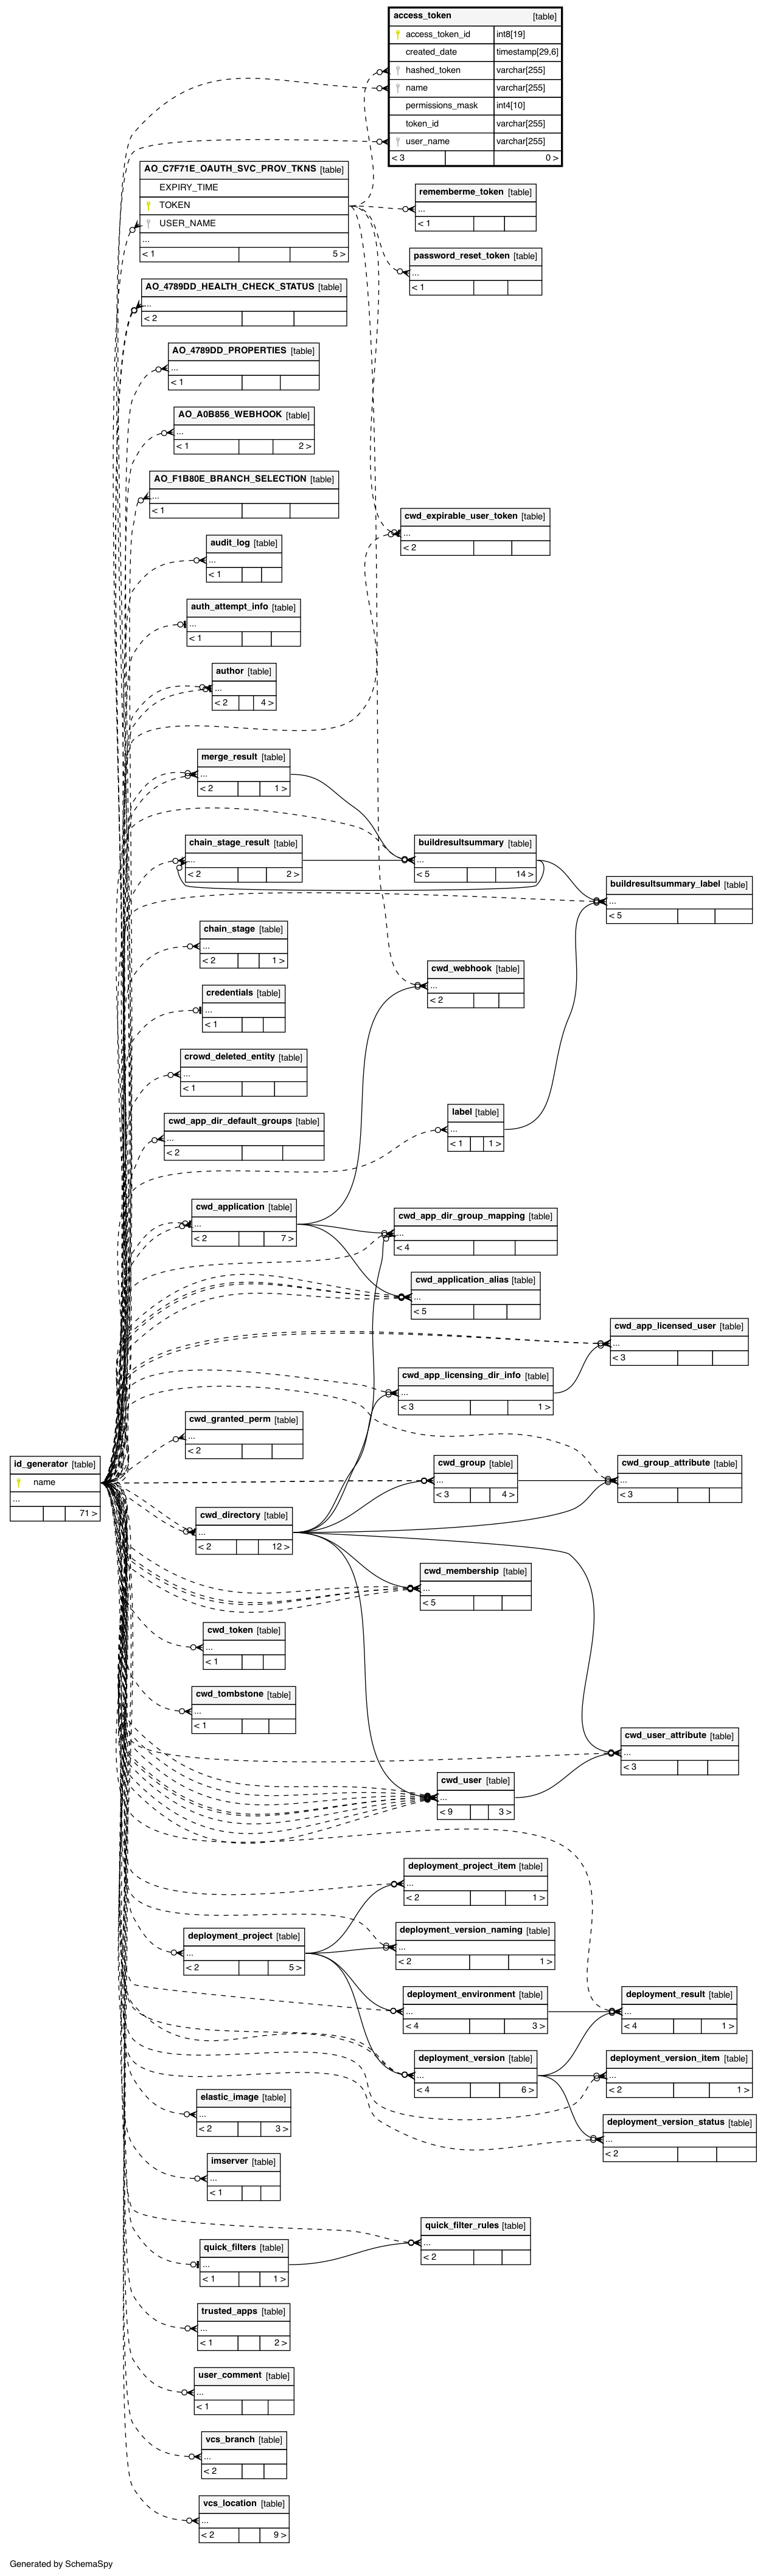 access_token [table]
access_token_id int8[19]
created_date timestamp[29,6]
hashed_token varchar[255]
name varchar[255]
permissions_mask int4[10]
token_id varchar[255]
user_name varchar[255]
< 3 0 >
AO_C7F71E_OAUTH_SVC_PROV_TKNS [table]
EXPIRY_TIME
TOKEN
USER_NAME
...
< 1 5 >
rememberme_token [table]
...
< 1
password_reset_token [table]
...
< 1
AO_4789DD_HEALTH_CHECK_STATUS [table]
...
< 2
AO_4789DD_PROPERTIES [table]
...
< 1
AO_A0B856_WEBHOOK [table]
...
< 1 2 >
AO_F1B80E_BRANCH_SELECTION [table]
...
< 1
cwd_expirable_user_token [table]
...
< 2
audit_log [table]
...
< 1
auth_attempt_info [table]
...
< 1
author [table]
...
< 2 4 >
merge_result [table]
...
< 2 1 >
chain_stage_result [table]
...
< 2 2 >
buildresultsummary [table]
...
< 5 14 >
buildresultsummary_label [table]
...
< 5
chain_stage [table]
...
< 2 1 >
cwd_webhook [table]
...
< 2
credentials [table]
...
< 1
crowd_deleted_entity [table]
...
< 1
label [table]
...
< 1 1 >
cwd_app_dir_default_groups [table]
...
< 2
cwd_application [table]
...
< 2 7 >
cwd_app_dir_group_mapping [table]
...
< 4
cwd_application_alias [table]
...
< 5
cwd_app_licensed_user [table]
...
< 3
cwd_app_licensing_dir_info [table]
...
< 3 1 >
cwd_granted_perm [table]
...
< 2
id_generator [table]
name
...
71 >
cwd_group [table]
...
< 3 4 >
cwd_group_attribute [table]
...
< 3
cwd_directory [table]
...
< 2 12 >
cwd_membership [table]
...
< 5
cwd_token [table]
...
< 1
cwd_tombstone [table]
...
< 1
cwd_user_attribute [table]
...
< 3
cwd_user [table]
...
< 9 3 >
deployment_project_item [table]
...
< 2 1 >
deployment_project [table]
...
< 2 5 >
deployment_version_naming [table]
...
< 2 1 >
deployment_environment [table]
...
< 4 3 >
deployment_result [table]
...
< 4 1 >
deployment_version [table]
...
< 4 6 >
deployment_version_item [table]
...
< 2 1 >
elastic_image [table]
...
< 2 3 >
deployment_version_status [table]
...
< 2
imserver [table]
...
< 1
quick_filter_rules [table]
...
< 2
quick_filters [table]
...
< 1 1 >
trusted_apps [table]
...
< 1 2 >
user_comment [table]
...
< 1
vcs_branch [table]
...
< 2
vcs_location [table]
...
< 2 9 >
Generated by SchemaSpy